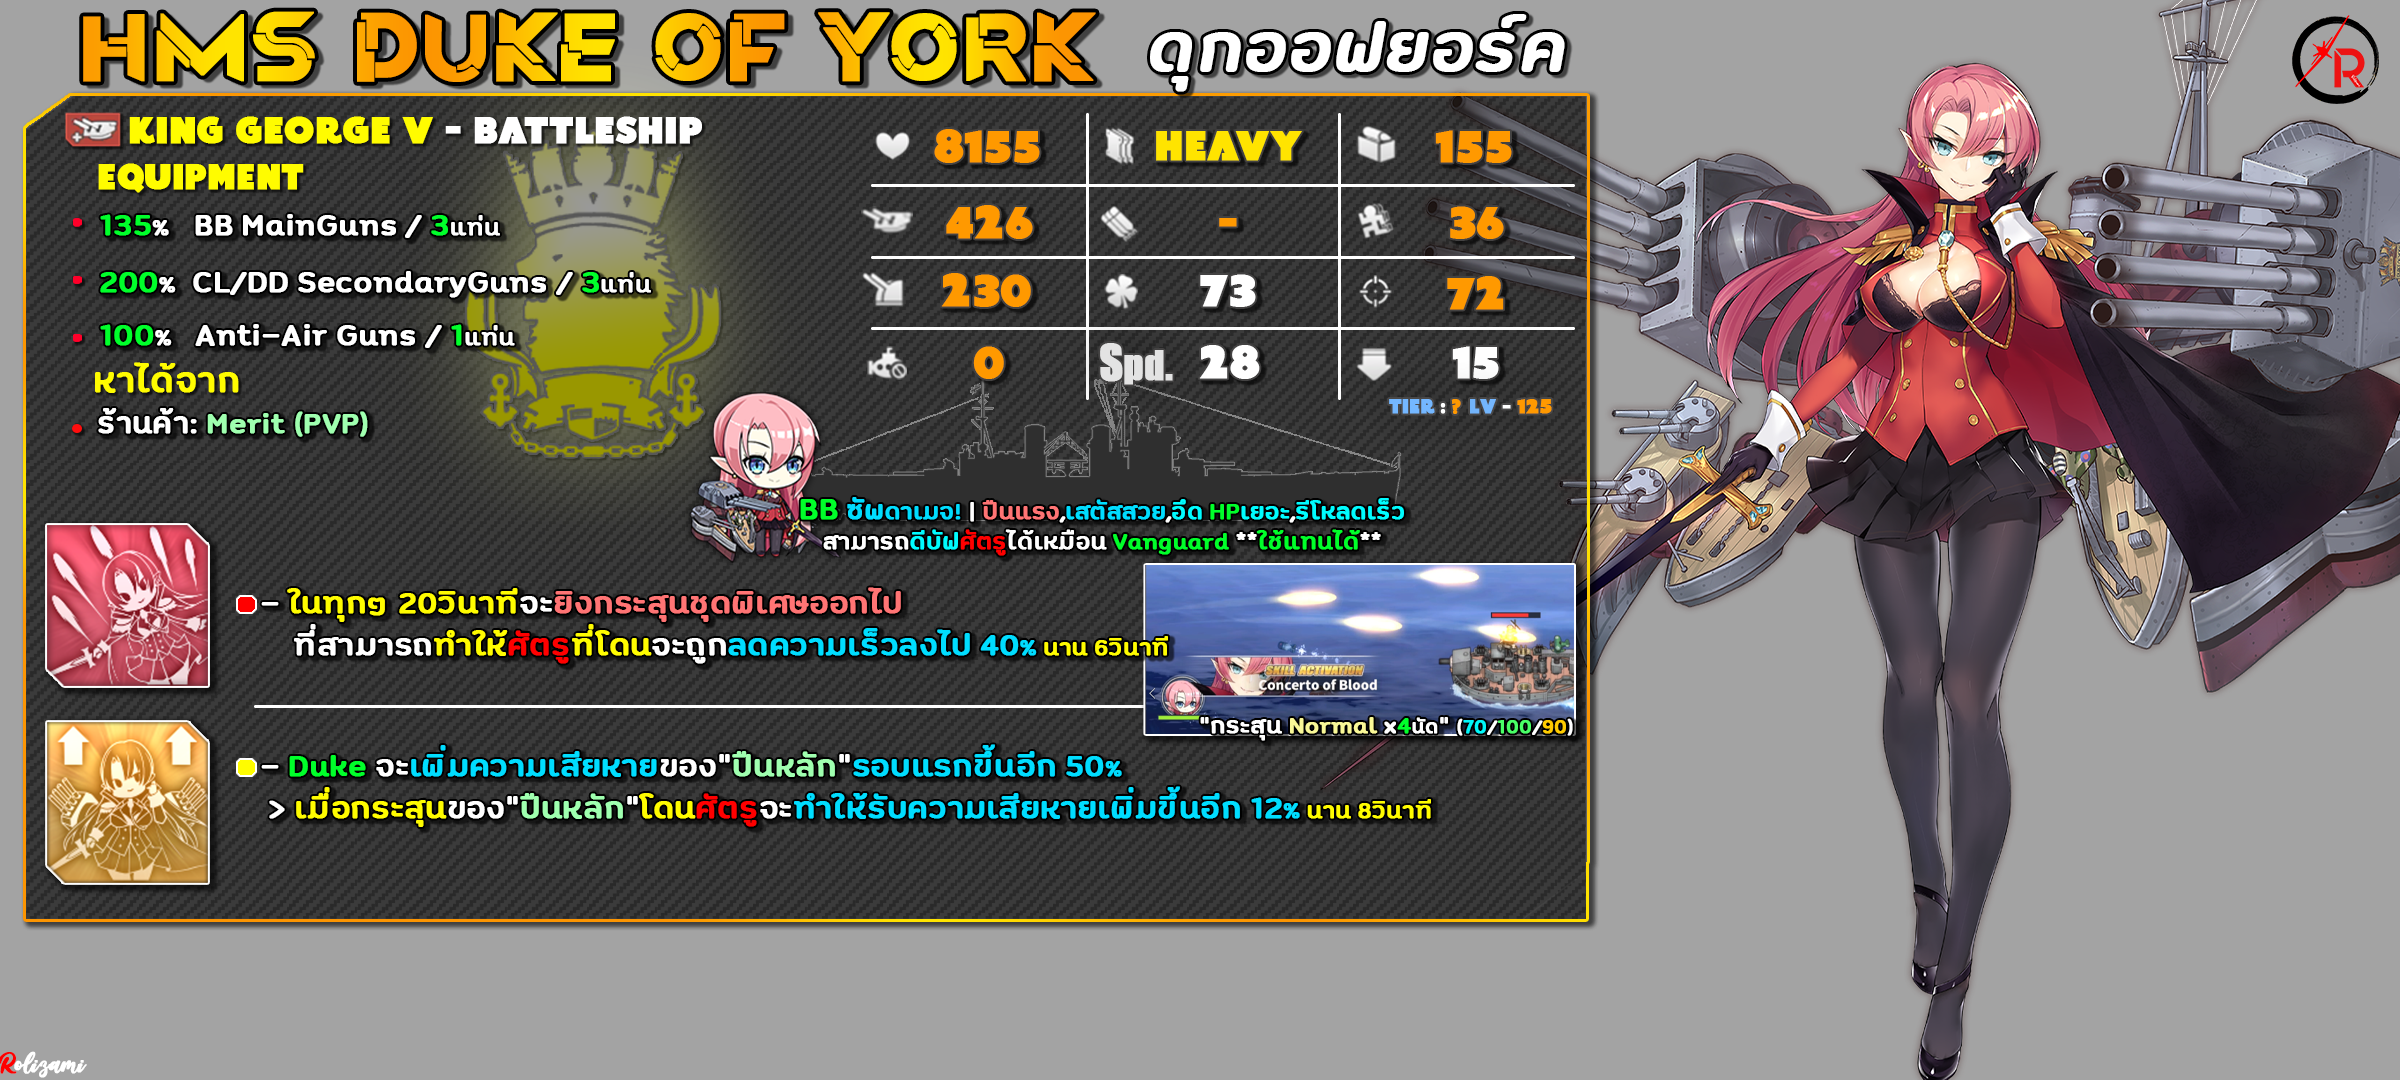 HMS DUKE OF YORK ดุกออฟยอร์ค
R
KING GEORGE V - BATTLESHIP
EQUIPMENT
135% BB MainGuns / 3แท่น
200% CL/DD SecondaryGuns / 3แท่น
100% Anti-Air Guns / 1แท่น
หาได้จาก
ร้านค้า: Merit (PVP)
8155 HEAVY 155
426 - 36
230 73 72
0 Spd. 28 15
TIER : ? LV - 125
BB ซัพดาเมจ! | ปืนแรง,เสตัสสวย,อึด HPเยอะ,รีโหลดเร็ว
สามารถดีบัฟศัตรูได้เหมือน Vanguard **ใช้แทนได้**
- ในทุกๆ 20วินาทีจะยิงกระสุนชุดพิเศษออกไป
ที่สามารถทำให้ศัตรูที่โดนจะถูกลดความเร็วลงไป 40% นาน 6วินาที
SKILL ACTIVATION
Concerto of Blood
"กระสุน Normal x4นัด" (70/100/90)
- Duke จะเพิ่มความเสียหายของ"ปืนหลัก"รอบแรกขึ้นอีก 50%
> เมื่อกระสุนของ"ปืนหลัก"โดนศัตรูจะทำให้รับความเสียหายเพิ่มขึ้นอีก 12% นาน 8วินาที
Rolizami